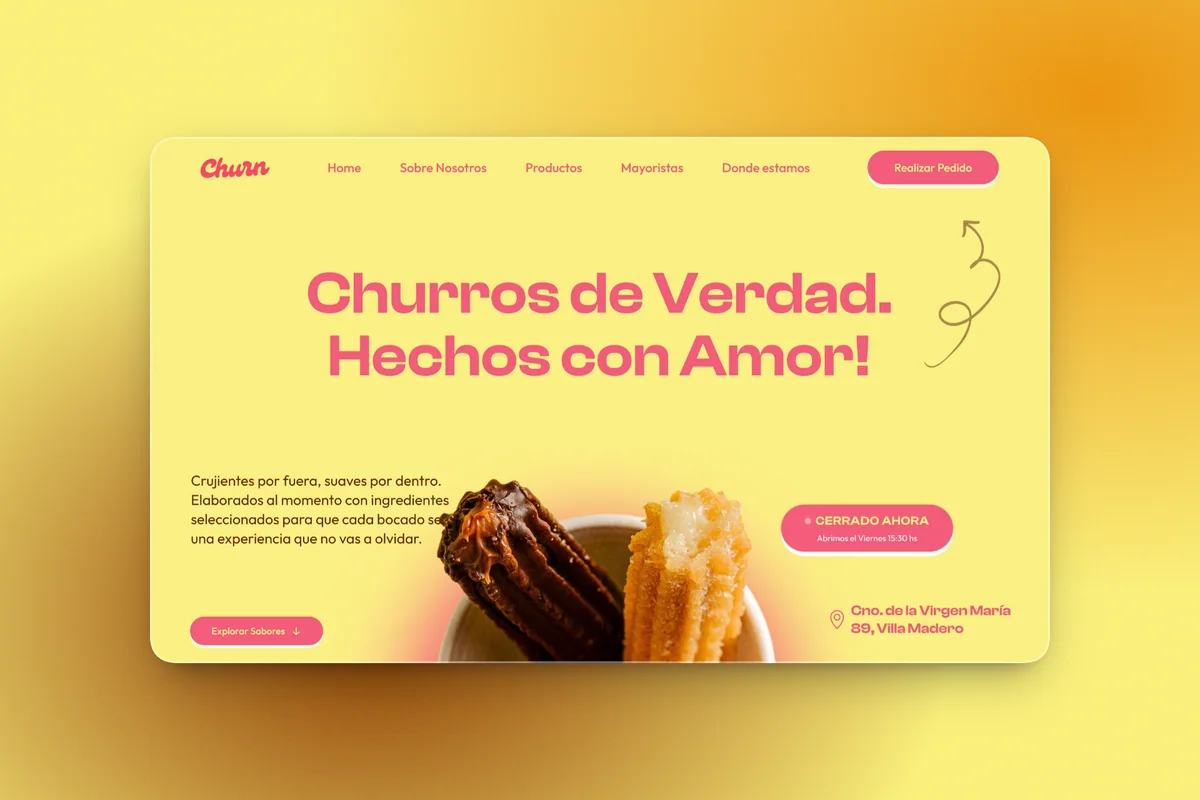 Churn
Home
Sobre Nosotros
Productos
Mayoristas
Donde estamos
Realizar Pedido
Churros de Verdad.
Hechos con Amor!
Crujientes por fuera, suaves por dentro.
Elaborados al momento con ingredientes
seleccionados para que cada bocado se
una experiencia que no vas a olvidar.
Explorar Sabores ↓
CERRADO AHORA
Abrimos el Viernes 15:30 hs
Cno. de la Virgen María
89, Villa Madero